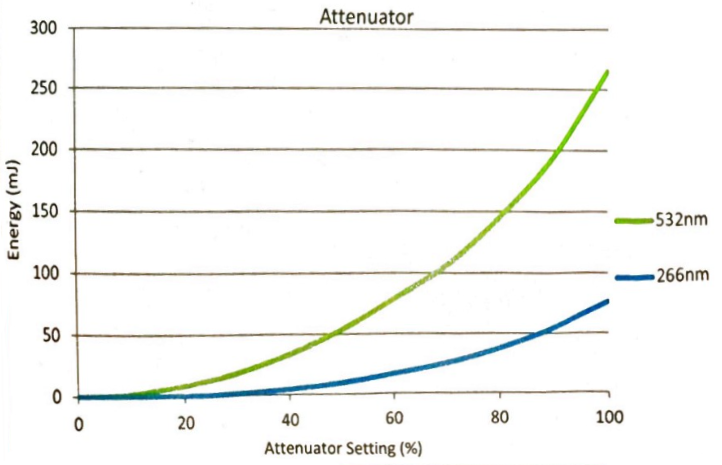 Attenuator
300
250
200
150
100
50
0
Energy (mJ)
0 20 40 60 80 100
Attenuator Setting (%)
532nm
266nm